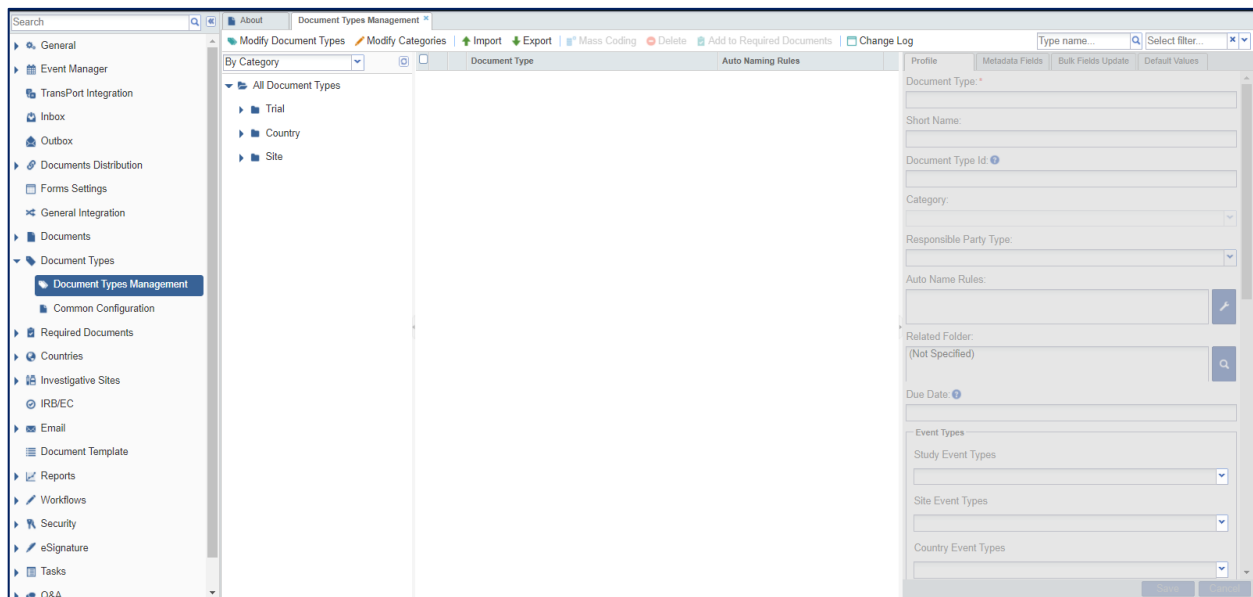 Search
General
Event Manager
TransPort Integration
Inbox
Outbox
Documents Distribution
Forms Settings
General Integration
Documents
Document Types
Document Types Management
Common Configuration
Required Documents
Countries
Investigative Sites
IRB/EC
Email
Document Template
Reports
Workflows
Security
eSignature
Tasks
Q&A
About
Document Types Management
Modify Document Types Modify Categories Import Export Mass Coding Delete Add to Required Documents Change Log Type name... Select filter...
By Category
All Document Types
Trial
Country
Site
Document Type Auto Naming Rules
Profile Metadata Fields Bulk Fields Update Default Values
Document Type:*
Short Name:
Document Type Id:
Category:
Responsible Party Type:
Auto Name Rules:
Related Folder:
(Not Specified)
Due Date:
Event Types
Study Event Types
Site Event Types
Country Event Types
Save Cancel